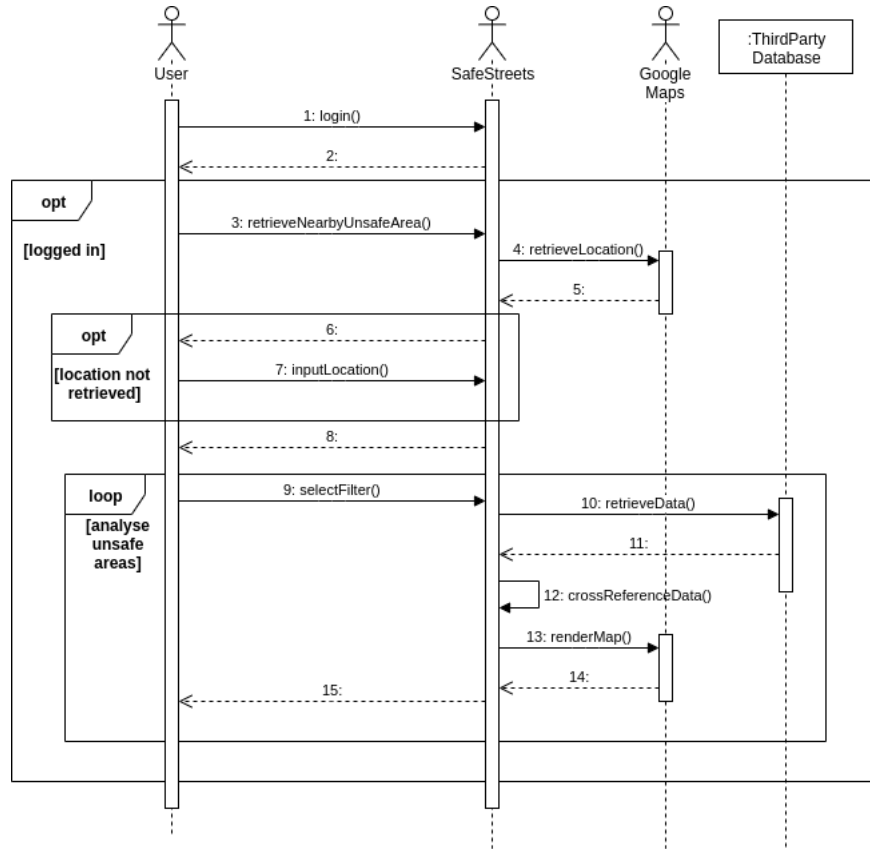 User
SafeStreets
Google
Maps
:ThirdParty
Database
1: login()
2:
opt
[logged in]
3: retrieveNearbyUnsafeArea()
4: retrieveLocation()
5:
opt
[location not
retrieved]
6:
7: inputLocation()
8:
loop
[analyse
unsafe
areas]
9: selectFilter()
10: retrieveData()
11:
12: crossReferenceData()
13: renderMap()
14:
15: